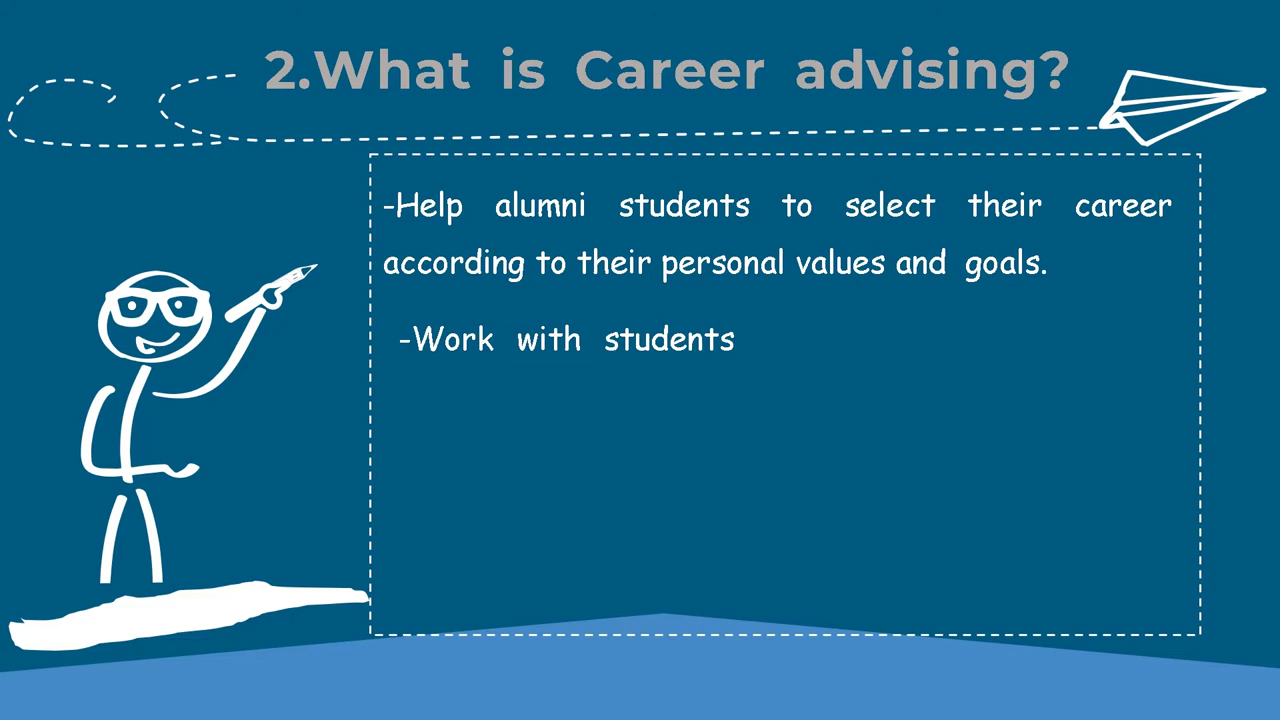 2.What is Career advising?
-Help alumni students to select their career
according to their personal values and goals.
-Work with students